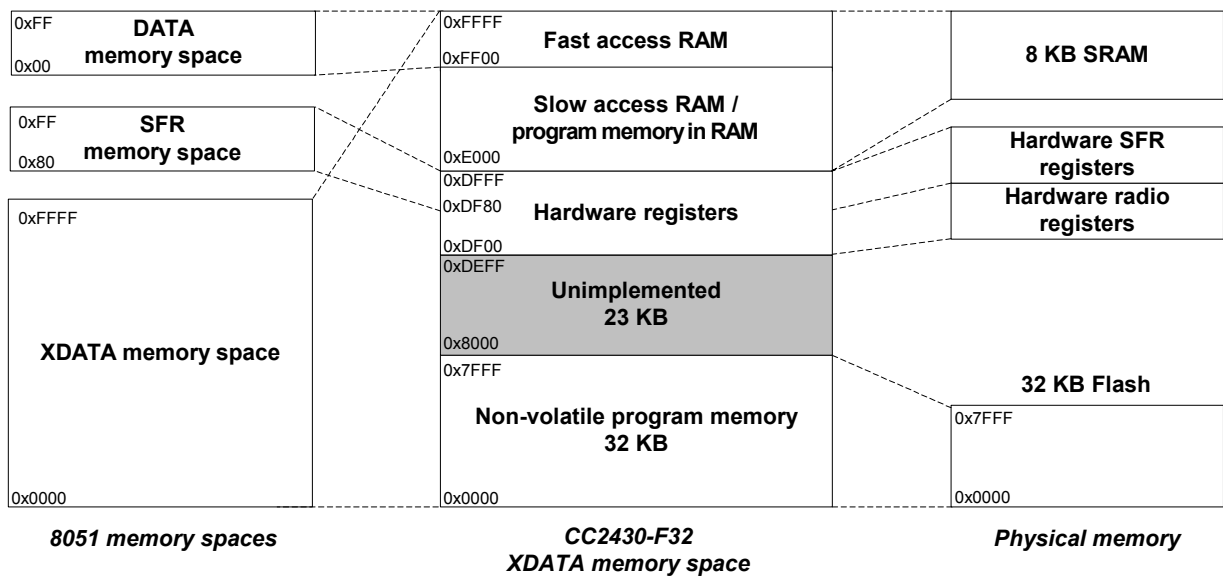 0xFF
DATA
memory space
0x00
0xFF
SFR
memory space
0x80
0xFFFF
XDATA memory space
0x0000
8051 memory spaces
0xFFFF
Fast access RAM
0xFF00
Slow access RAM /
program memory in RAM
0xE000
0xDFFF
0xDF80
Hardware registers
0xDF00
0xDEFF
Unimplemented
23 KB
0x8000
0x7FFF
Non-volatile program memory
32 KB
0x0000
CC2430-F32
XDATA memory space
8 KB SRAM
Hardware SFR
registers
Hardware radio
registers
32 KB Flash
0x7FFF
0x0000
Physical memory